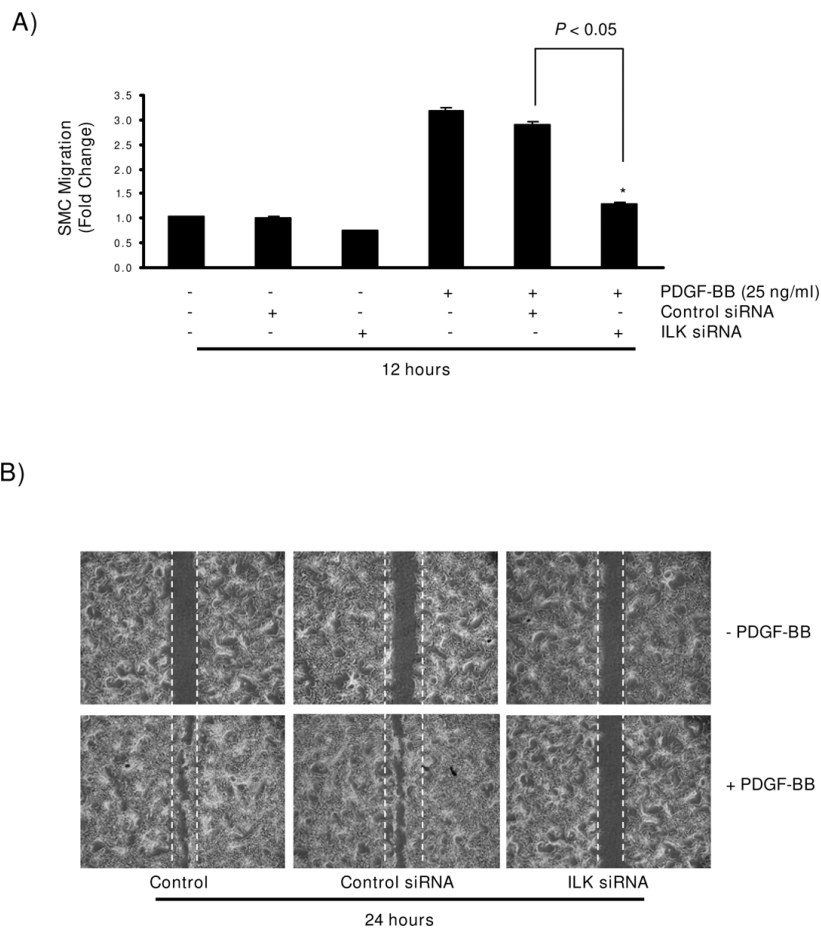 A)
P < 0.05
SMC Migration
(Fold Change)
3.5
3.0
2.5
2.0
1.5
1.0
0.5
0.0
*
- - - + + + PDGF-BB (25 ng/ml)
- + - - + - Control siRNA
- - + - - + ILK siRNA
12 hours
B)
- PDGF-BB
+ PDGF-BB
Control Control siRNA ILK siRNA
24 hours